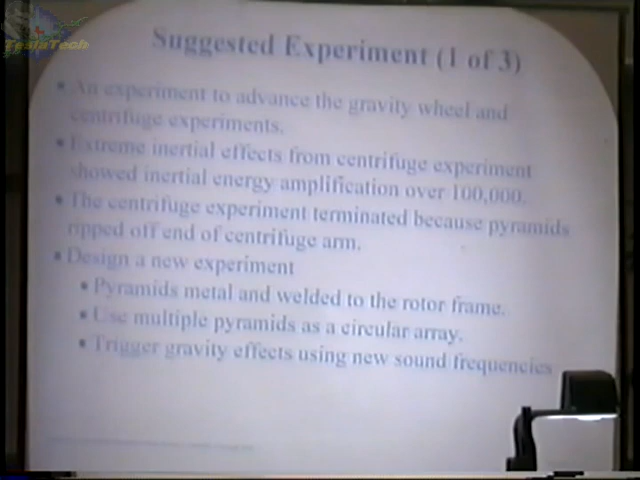 TeslaTech
Suggested Experiment (1 of 3)
• An experiment to advance the gravity wheel and
centrifuge experiments.
• Extreme inertial effects from centrifuge experiment
showed inertial energy amplification over 100,000.
• The centrifuge experiment terminated because pyramids
ripped off end of centrifuge arm.
• Design a new experiment
• Pyramids metal and welded to the rotor frame.
• Use multiple pyramids as a circular array.
• Trigger gravity effects using new sound frequencies